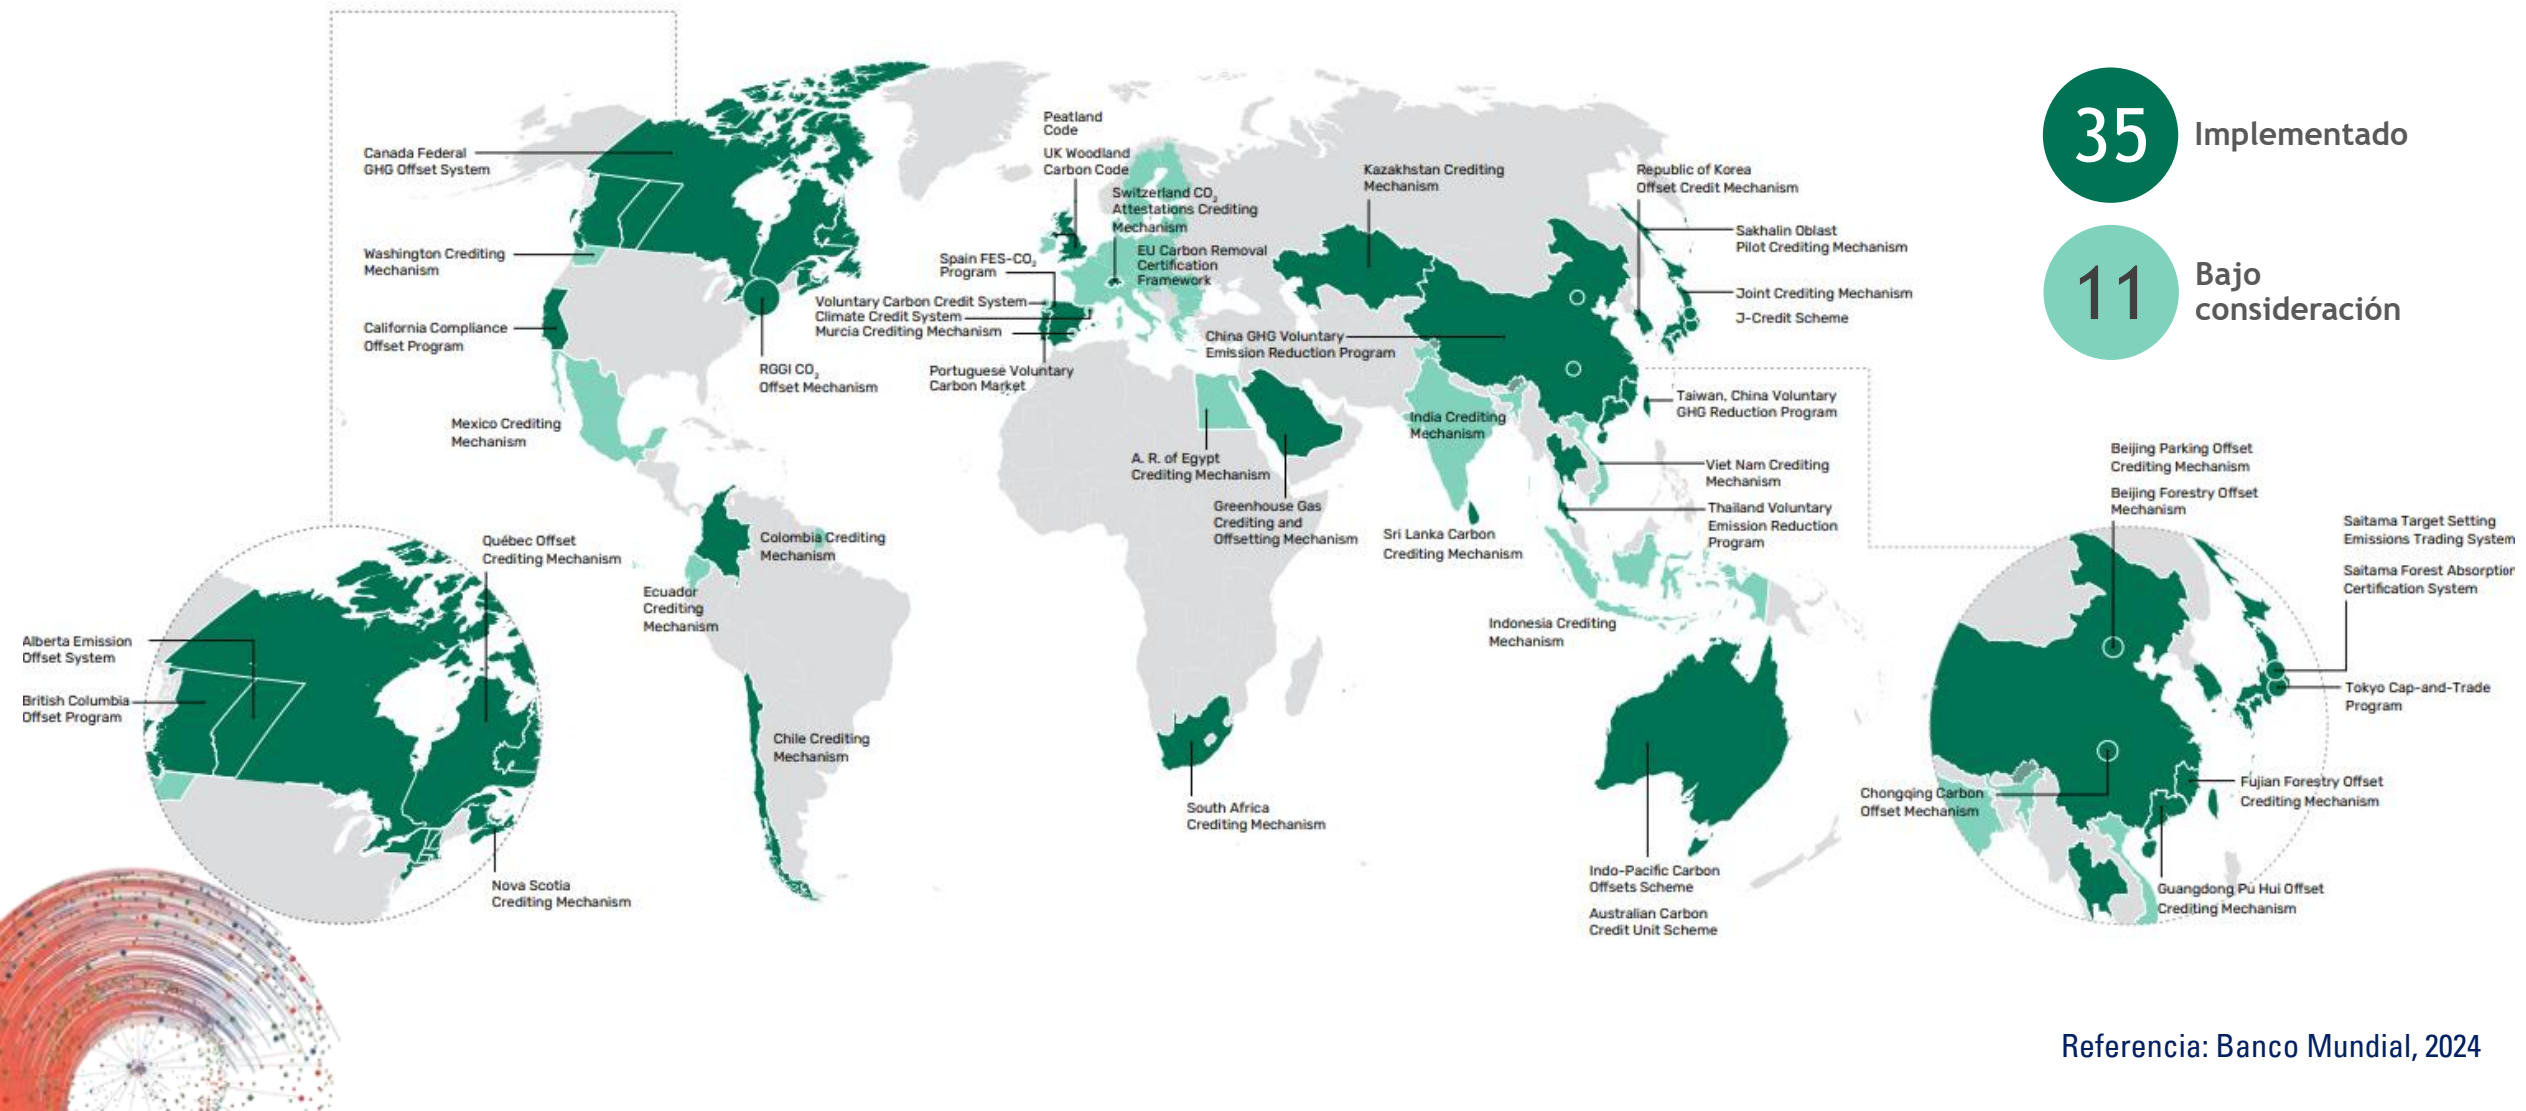 Canada Federal
GHG Offset System
Washington Crediting
Mechanism
California Compliance
Offset Program
Mexico Crediting
Mechanism
RGGI CO₂
Offset Mechanism
Québec Offset
Crediting Mechanism
Alberta Emission
Offset System
British Columbia
Offset Program
Nova Scotia
Crediting Mechanism
Colombia Crediting
Mechanism
Ecuador
Crediting
Mechanism
Chile Crediting
Mechanism
Peatland
Code
UK Woodland
Carbon Code
Switzerland CO₂
Attestations Crediting
Mechanism
EU Carbon Removal
Certification
Framework
Spain FES-CO₂
Program
Voluntary Carbon Credit System
Climate Credit System
Murcia Crediting Mechanism
Portuguese Voluntary
Carbon Market
A. R. of Egypt
Crediting Mechanism
Greenhouse Gas
Crediting and
Offsetting Mechanism
South Africa
Crediting Mechanism
Kazakhstan Crediting
Mechanism
China GHG Voluntary
Emission Reduction Program
India Crediting
Mechanism
Sri Lanka Carbon
Crediting Mechanism
Indonesia Crediting
Mechanism
Indo-Pacific Carbon
Offsets Scheme
Australian Carbon
Credit Unit Scheme
Republic of Korea
Offset Credit Mechanism
Sakhalin Oblast
Pilot Crediting Mechanism
Joint Crediting Mechanism
J-Credit Scheme
Taiwan, China Voluntary
GHG Reduction Program
Viet Nam Crediting
Mechanism
Thailand Voluntary
Emission Reduction
Program
35
Implementado
11
Bajo
consideración
Beijing Parking Offset
Crediting Mechanism
Beijing Forestry Offset
Mechanism
Saitama Target Setting
Emissions Trading System
Saitama Forest Absorption
Certification System
Tokyo Cap-and-Trade
Program
Chongqing Carbon
Offset Mechanism
Fujian Forestry Offset
Crediting Mechanism
Guangdong Pu Hui Offset
Crediting Mechanism
Referencia: Banco Mundial, 2024